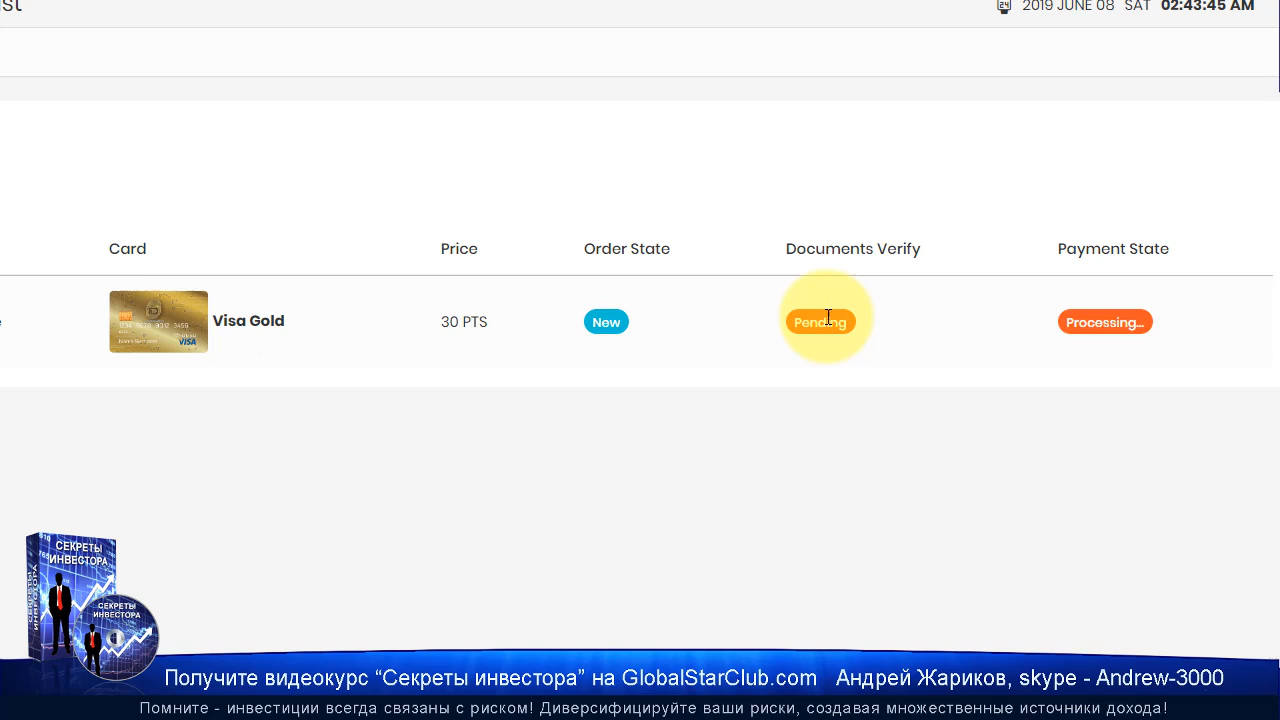 2019 JUNE 08 SAT 02:43:45 AM
Card Price Order State Documents Verify Payment State
Visa Gold 30 PTS New Pending Processing...
VISA
СЕКРЕТЫ
ИНВЕСТОРА
СЕКРЕТЫ
ИНВЕСТОРА
Получите видеокурс “Секреты инвестора” на GlobalStarClub.com Андрей Жариков, skype - Andrew-3000
Помните - инвестиции всегда связаны с риском! Диверсифицируйте ваши риски, создавая множественные источники дохода!